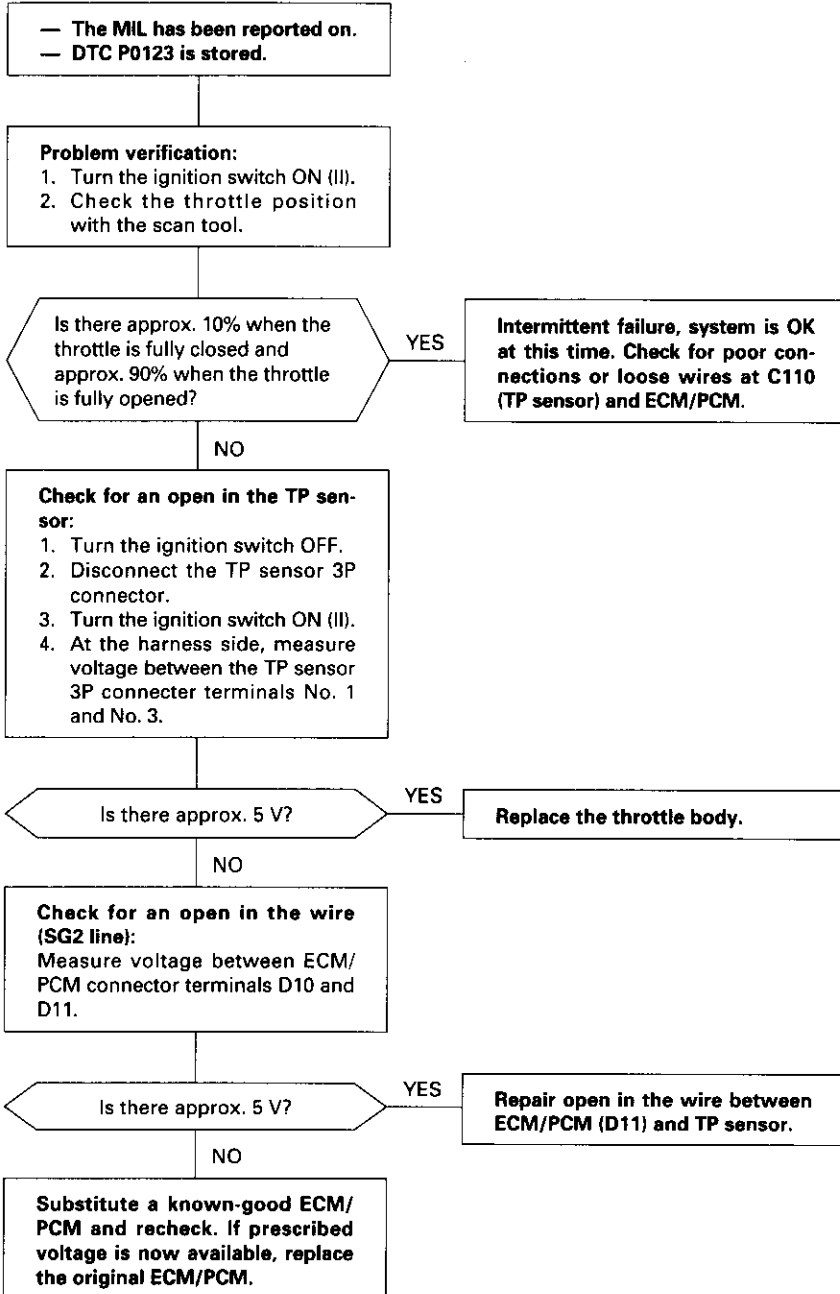 — The MIL has been reported on.
— DTC P0123 is stored.
Problem verification:
1. Turn the ignition switch ON (II).
2. Check the throttle position
with the scan tool.
Is there approx. 10% when the
throttle is fully closed and
approx. 90% when the throttle
is fully opened?
YES
Intermittent failure, system is OK
at this time. Check for poor con-
nections or loose wires at C110
(TP sensor) and ECM/PCM.
NO
Check for an open in the TP sen-
sor:
1. Turn the ignition switch OFF.
2. Disconnect the TP sensor 3P
connector.
3. Turn the ignition switch ON (II).
4. At the harness side, measure
voltage between the TP sensor
3P connecter terminals No. 1
and No. 3.
Is there approx. 5 V?
YES
Replace the throttle body.
NO
Check for an open in the wire
(SG2 line):
Measure voltage between ECM/
PCM connector terminals D10 and
D11.
Is there approx. 5 V?
YES
Repair open in the wire between
ECM/PCM (D11) and TP sensor.
NO
Substitute a known-good ECM/
PCM and recheck. If prescribed
voltage is now available, replace
the original ECM/PCM.